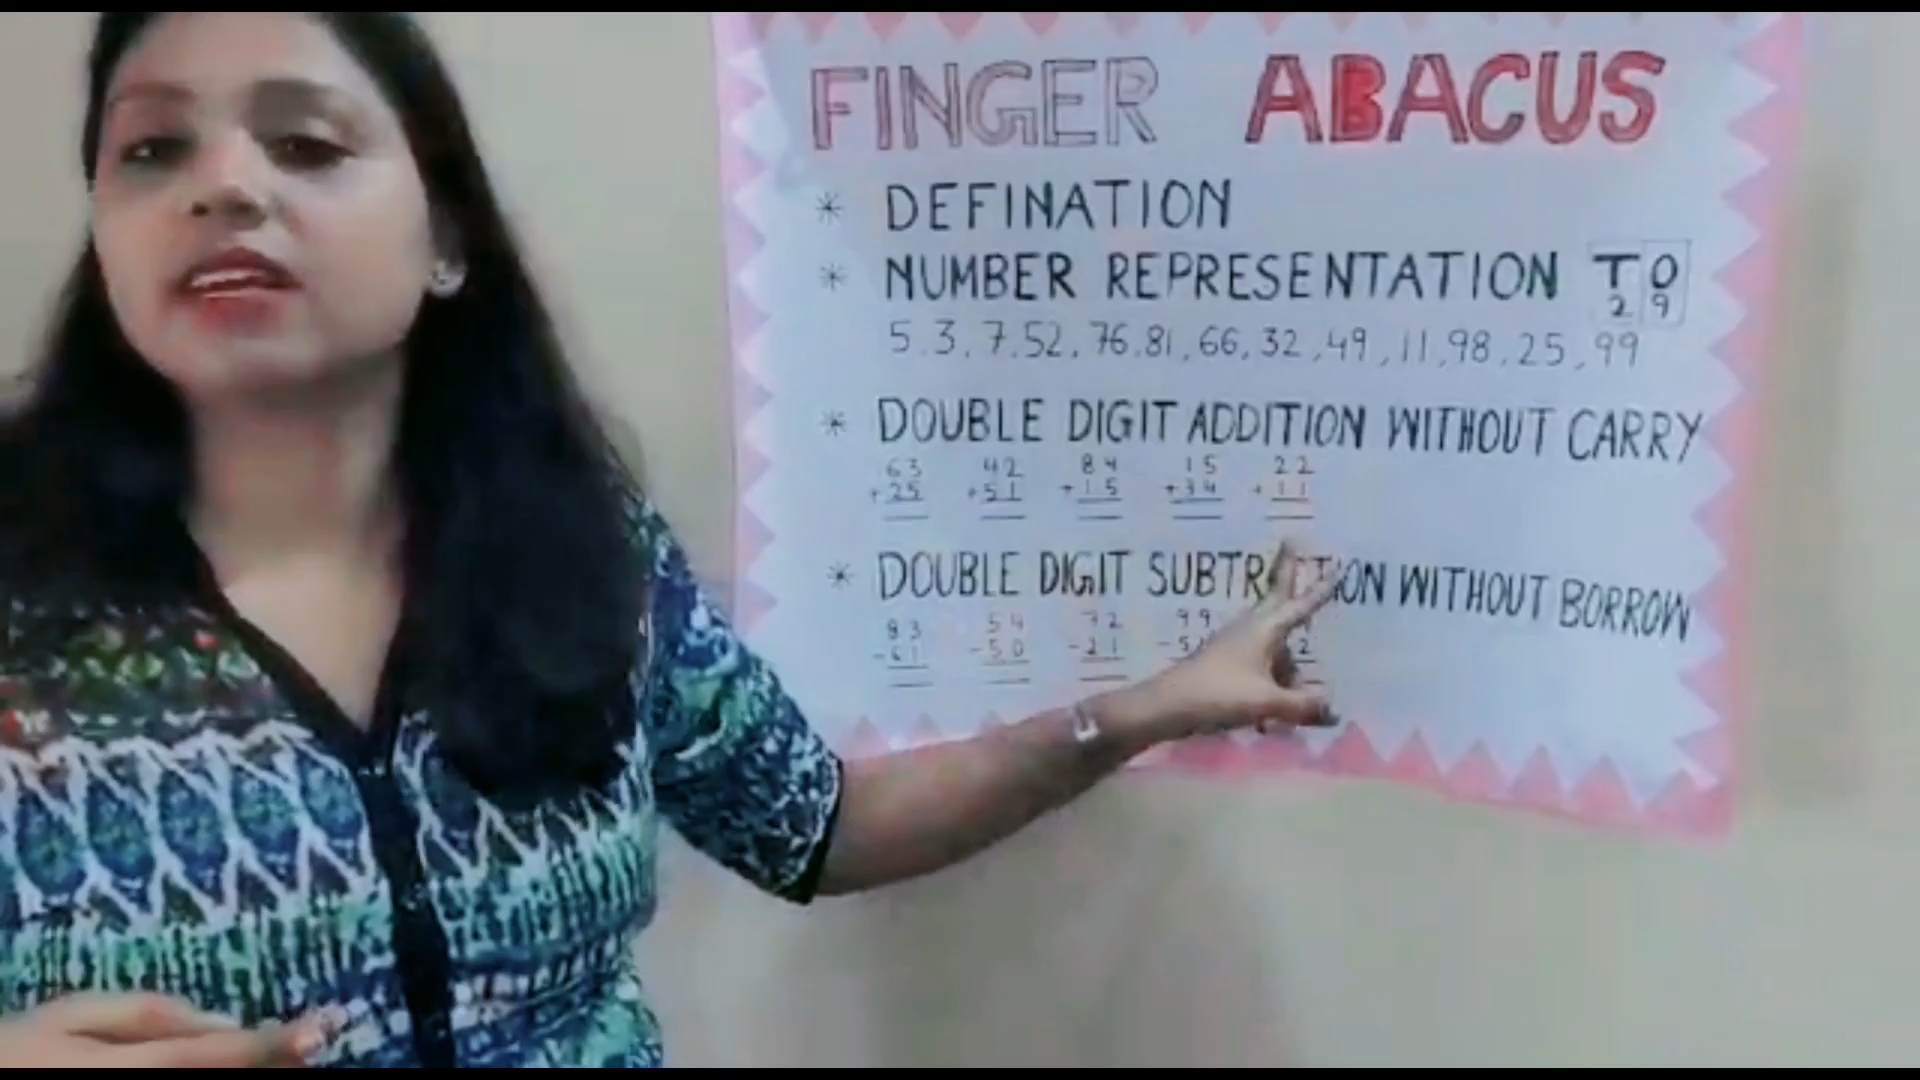 FINGER ABACUS
* DEFINATION
* NUMBER REPRESENTATION T O
2 9
5.3, 7.52, 76.81, 66, 32, 49, 11, 98, 25, 99
* DOUBLE DIGIT ADDITION WITHOUT CARRY
63 42 84 15 22
+25 +51 +15 +34 +11
* DOUBLE DIGIT SUBTRACTION WITHOUT BORROW
83 54 72 99
-61 -50 -21